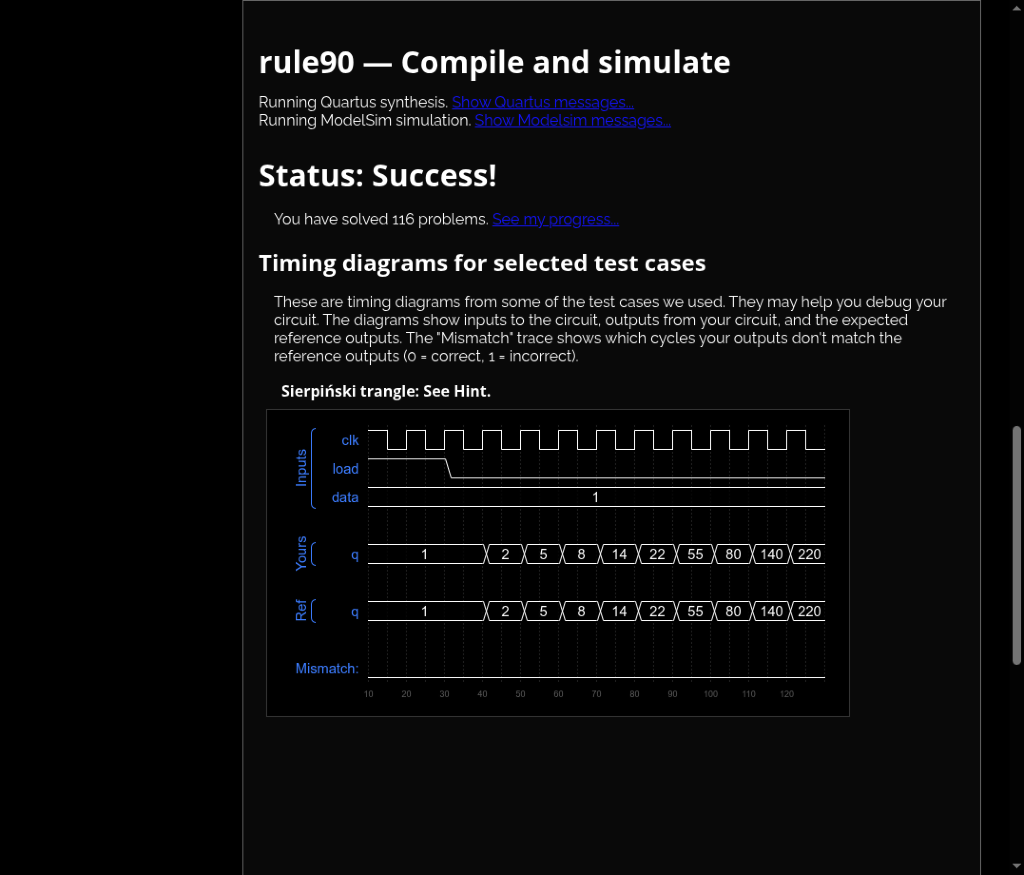 rule90 — Compile and simulate
Running Quartus synthesis. Show Quartus messages...
Running ModelSim simulation. Show Modelsim messages...
Status: Success!
You have solved 116 problems. See my progress...
Timing diagrams for selected test cases
These are timing diagrams from some of the test cases we used. They may help you debug your
circuit. The diagrams show inputs to the circuit, outputs from your circuit, and the expected
reference outputs. The "Mismatch" trace shows which cycles your outputs don't match the
reference outputs (0 = correct, 1 = incorrect).
Sierpiński trangle: See Hint.
Inputs
clk
load
data 1
Yours
q 1 2 5 8 14 22 55 80 140 220
Ref
q 1 2 5 8 14 22 55 80 140 220
Mismatch:
10 20 30 40 50 60 70 80 90 100 110 120